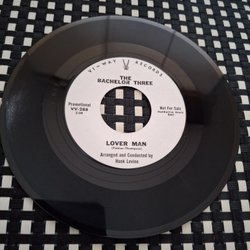 VI-WAY RECORDS
THE
BACHELOR THREE
Promotional
VV-288
Not For Sale
LOVER MAN
Arranged and Conducted by
Hank Levine